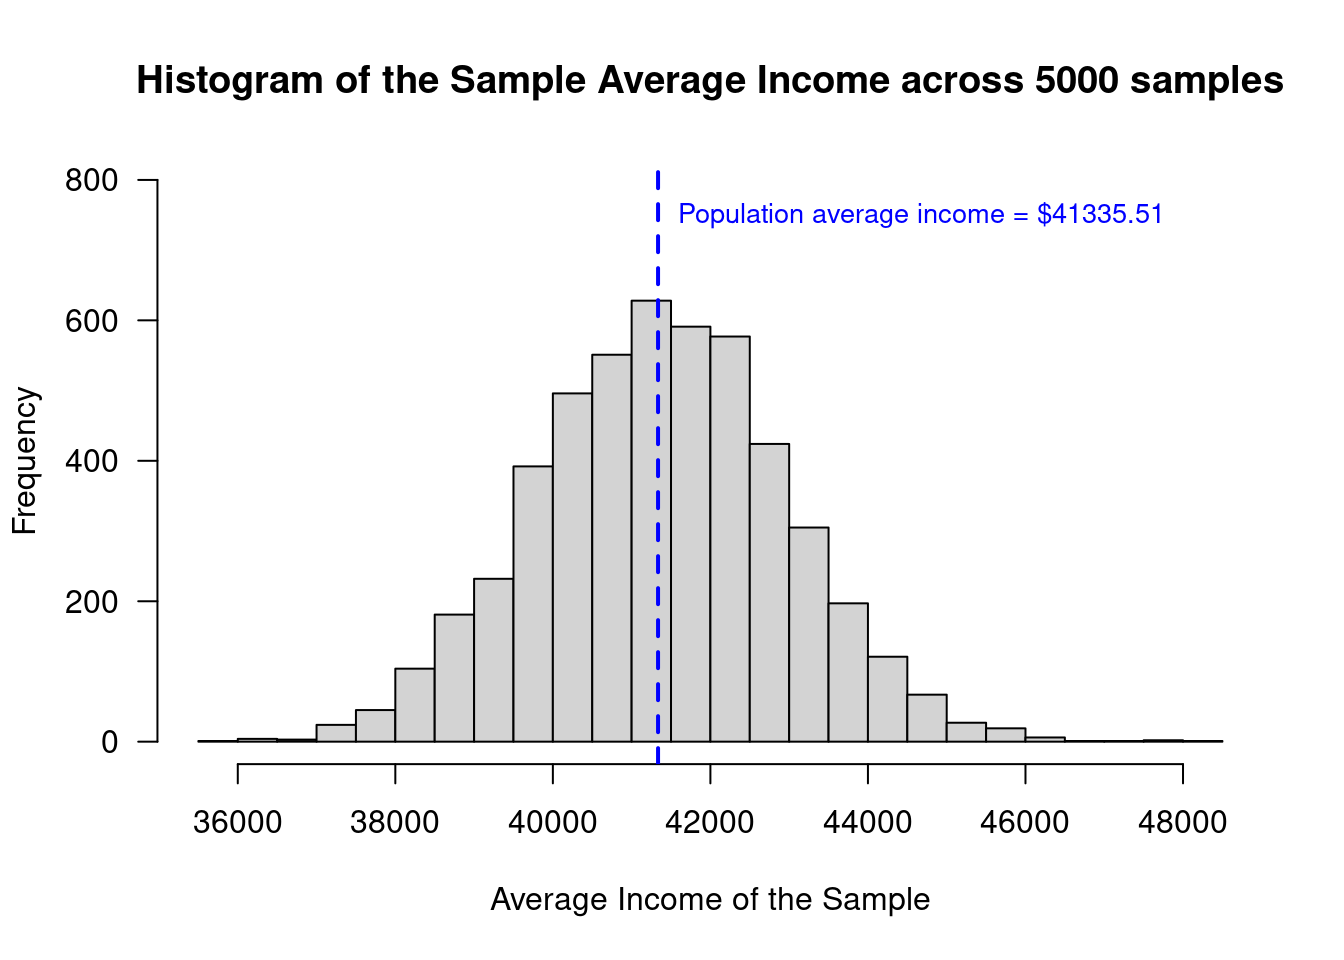 Histogram of the Sample Average Income across 5000 samples
800
Population average income = $41335.51
600
400
200
0
Frequency
36000 38000 40000 42000 44000 46000 48000
Average Income of the Sample